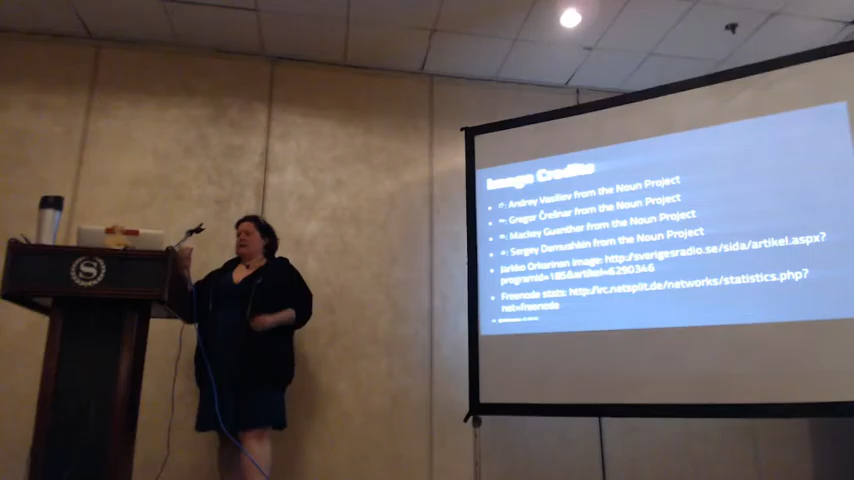 Image Credits
: Andrey Vasiliev from the Noun Project
: Gregor Črešnar from the Noun Project
: Mackey Guenther from the Noun Project
: Sergey Demushkin from the Noun Project
Jarkko Oikarinen image: http://sverigesradio.se/sida/artikel.aspx?
programid=185&artikel=6290346
Freenode stats: http://irc.netsplit.de/networks/statistics.php?
net=freenode
S